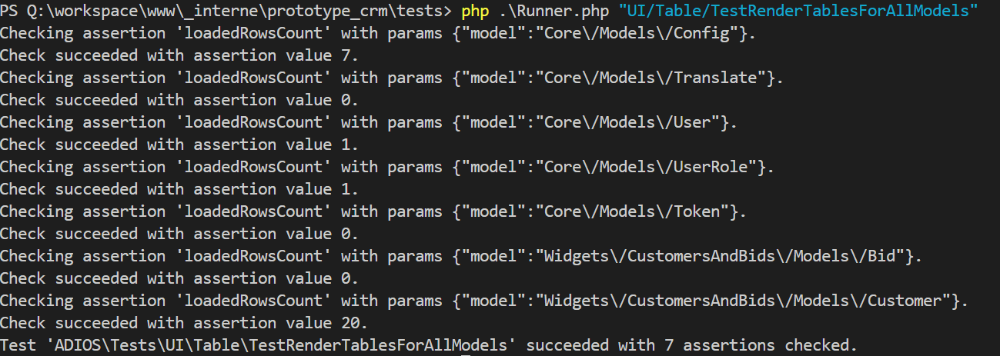 PS Q:\workspace\www\_interne\prototype_crm\tests> php .\Runner.php "UI/Table/TestRenderTablesForAllModels"
Checking assertion 'loadedRowsCount' with params {"model":"Core\/Models\/Config"}.
Check succeeded with assertion value 7.
Checking assertion 'loadedRowsCount' with params {"model":"Core\/Models\/Translate"}.
Check succeeded with assertion value 0.
Checking assertion 'loadedRowsCount' with params {"model":"Core\/Models\/User"}.
Check succeeded with assertion value 1.
Checking assertion 'loadedRowsCount' with params {"model":"Core\/Models\/UserRole"}.
Check succeeded with assertion value 1.
Checking assertion 'loadedRowsCount' with params {"model":"Core\/Models\/Token"}.
Check succeeded with assertion value 0.
Checking assertion 'loadedRowsCount' with params {"model":"Widgets\/CustomersAndBids\/Models\/Bid"}.
Check succeeded with assertion value 0.
Checking assertion 'loadedRowsCount' with params {"model":"Widgets\/CustomersAndBids\/Models\/Customer"}.
Check succeeded with assertion value 20.
Test 'ADIOS\Tests\UI\Table\TestRenderTablesForAllModels' succeeded with 7 assertions checked.